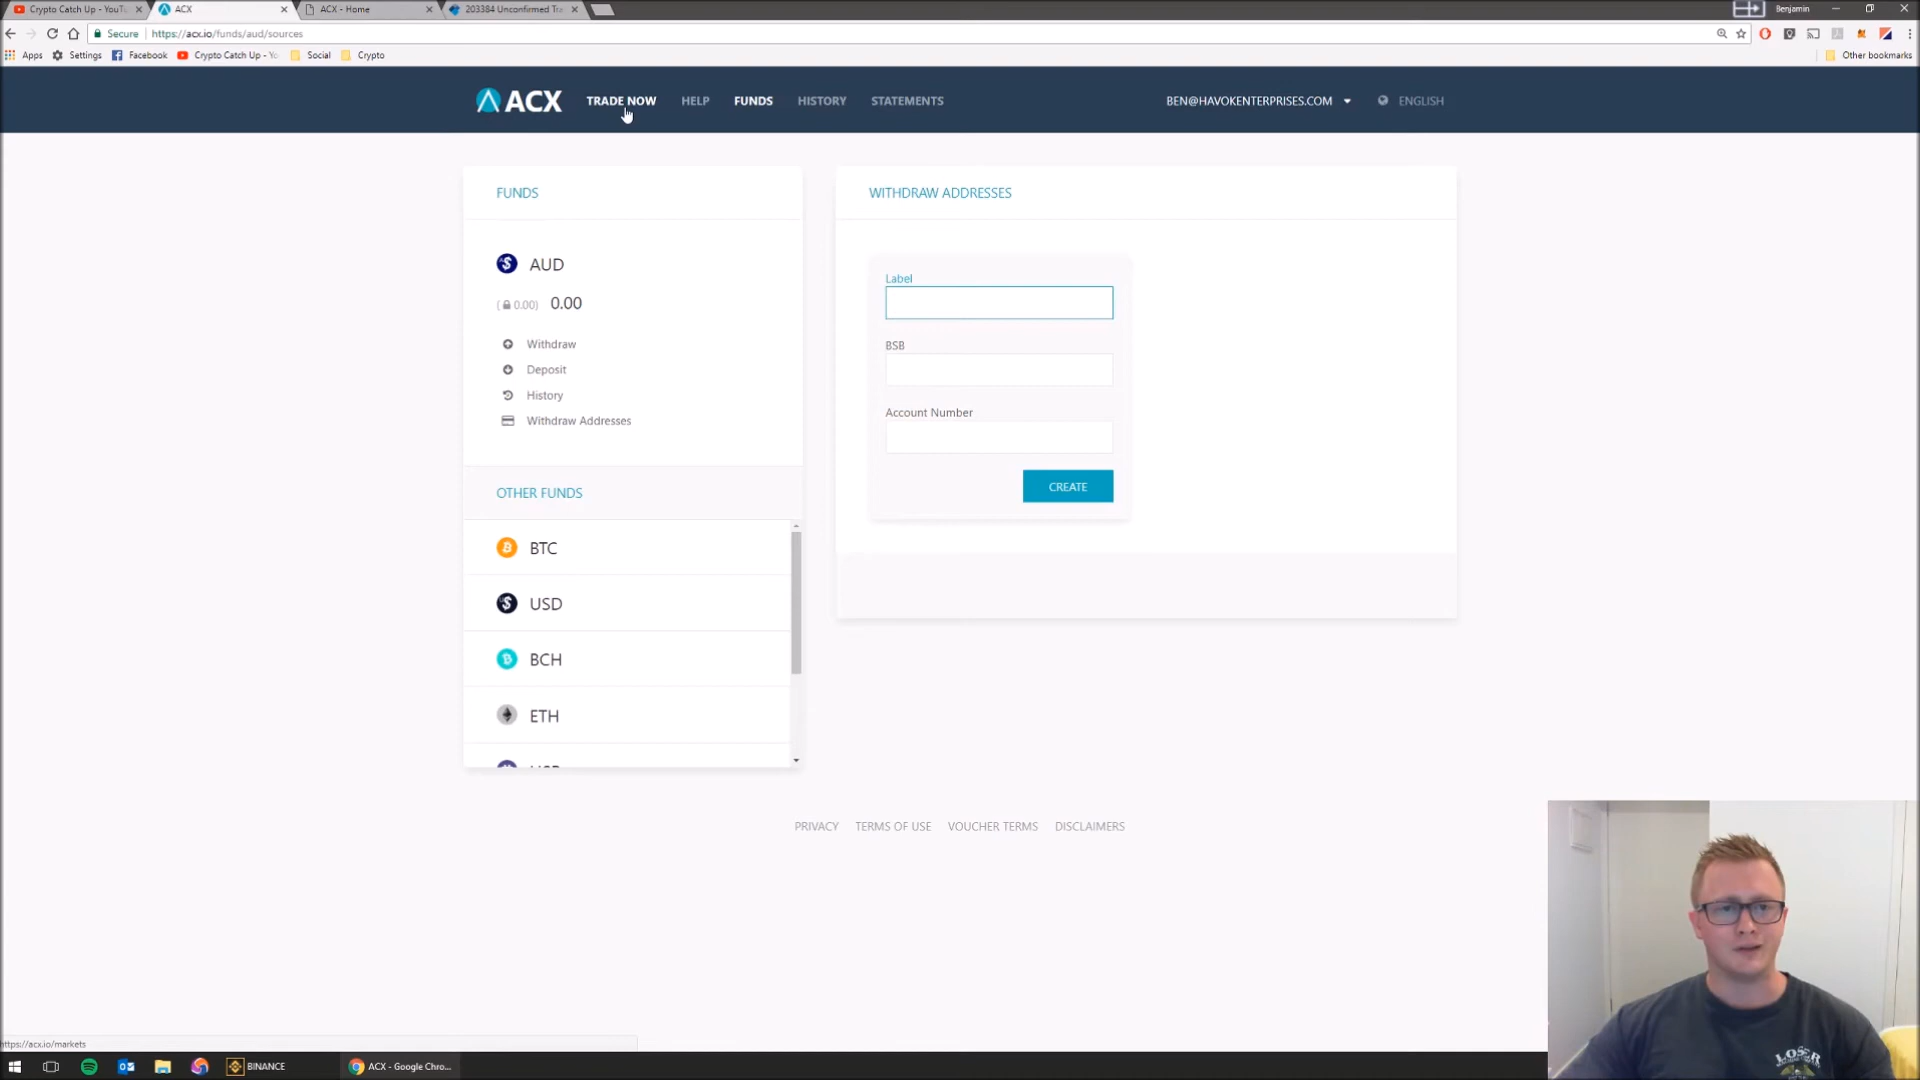 Crypto Catch Up - YouTu
ACX
ACX - Home
203384 Unconfirmed Tra
Benjamin
Secure
https://acx.io/funds/aud/sources
Apps
Settings
Facebook
Crypto Catch Up - Yo
Social
Crypto
Other bookmarks
ACX
TRADE NOW
HELP
FUNDS
HISTORY
STATEMENTS
BEN@HAVOKENTERPRISES.COM
ENGLISH
FUNDS
AUD
( 0.00) 0.00
Withdraw
Deposit
History
Withdraw Addresses
OTHER FUNDS
BTC
USD
BCH
ETH
WITHDRAW ADDRESSES
Label
BSB
Account Number
CREATE
PRIVACY
TERMS OF USE
VOUCHER TERMS
DISCLAIMERS
https://acx.io/markets
BINANCE
ACX - Google Chro...
LOSER